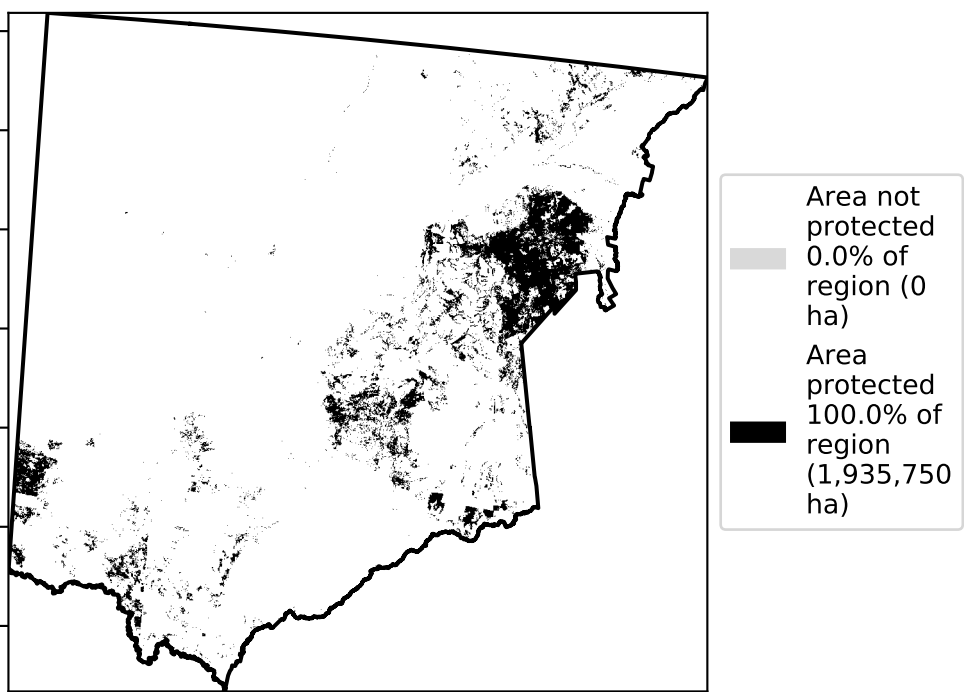 Area not
protected
0.0% of
region (0
ha)
Area
protected
100.0% of
region
(1,935,750
ha)